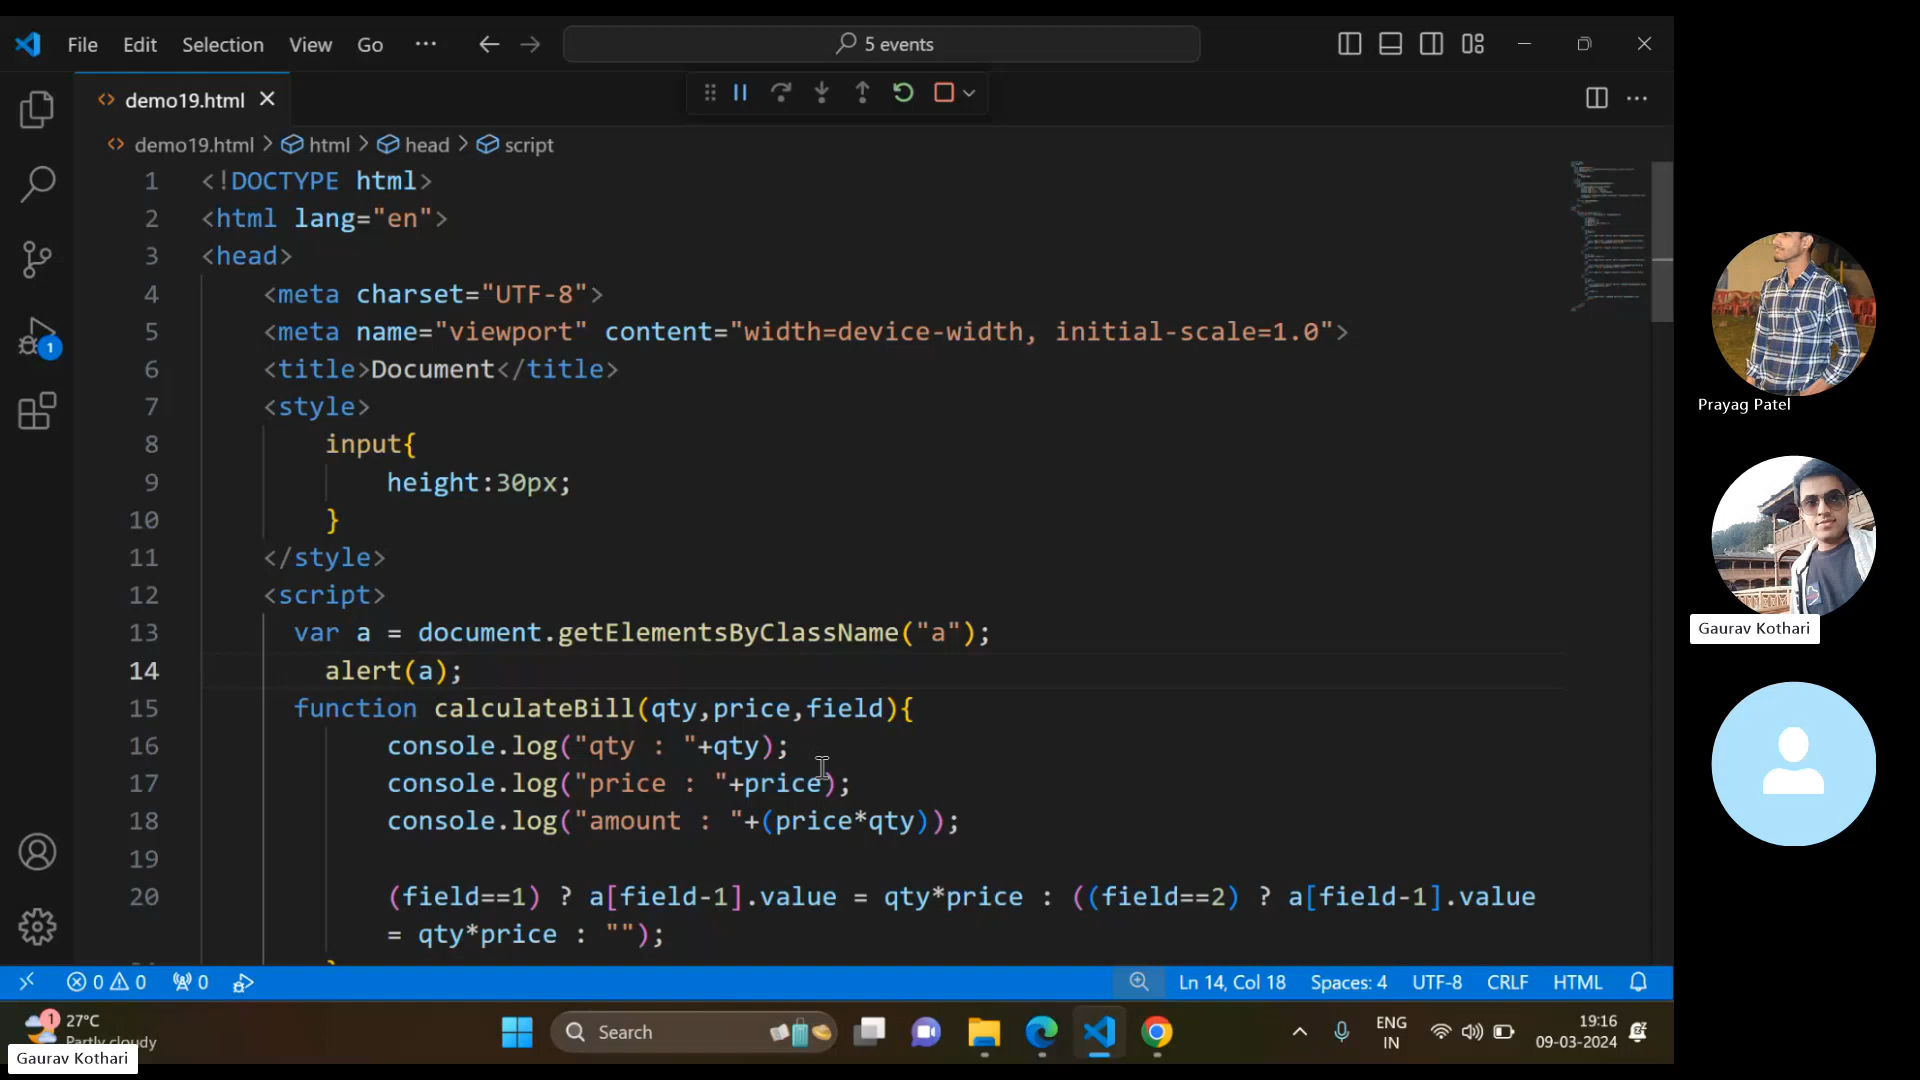 File Edit Selection View Go ... 5 events
demo19.html
demo19.html > html > head > script
1 <!DOCTYPE html>
2 <html lang="en">
3 <head>
4 <meta charset="UTF-8">
5 <meta name="viewport" content="width=device-width, initial-scale=1.0">
6 <title>Document</title>
7 <style>
8 input{
9 height:30px;
10 }
11 </style>
12 <script>
13 var a = document.getElementsByClassName("a");
14 alert(a);
15 function calculateBill(qty,price,field){
16 console.log("qty : "+qty);
17 console.log("price : "+price);
18 console.log("amount : "+(price*qty));
19
20 (field==1) ? a[field-1].value = qty*price : ((field==2) ? a[field-1].value
= qty*price : "");
1
0 0 0 Ln 14, Col 18 Spaces: 4 UTF-8 CRLF HTML
1 27°C
Partly cloudy
Search
ENG
IN
19:16
09-03-2024
Gaurav Kothari
Prayag Patel
Gaurav Kothari